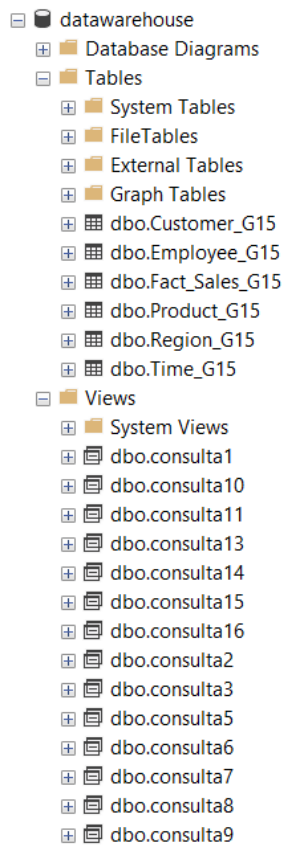 datawarehouse
Database Diagrams
Tables
System Tables
FileTables
External Tables
Graph Tables
dbo.Customer_G15
dbo.Employee_G15
dbo.Fact_Sales_G15
dbo.Product_G15
dbo.Region_G15
dbo.Time_G15
Views
System Views
dbo.consulta1
dbo.consulta10
dbo.consulta11
dbo.consulta13
dbo.consulta14
dbo.consulta15
dbo.consulta16
dbo.consulta2
dbo.consulta3
dbo.consulta5
dbo.consulta6
dbo.consulta7
dbo.consulta8
dbo.consulta9